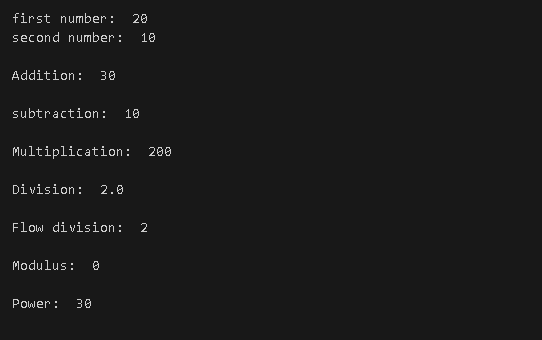 first number:  20
second number:  10
Addition:  30
subtraction:  10
Multiplication:  200
Division:  2.0
Flow division:  2
Modulus:  0
Power:  30